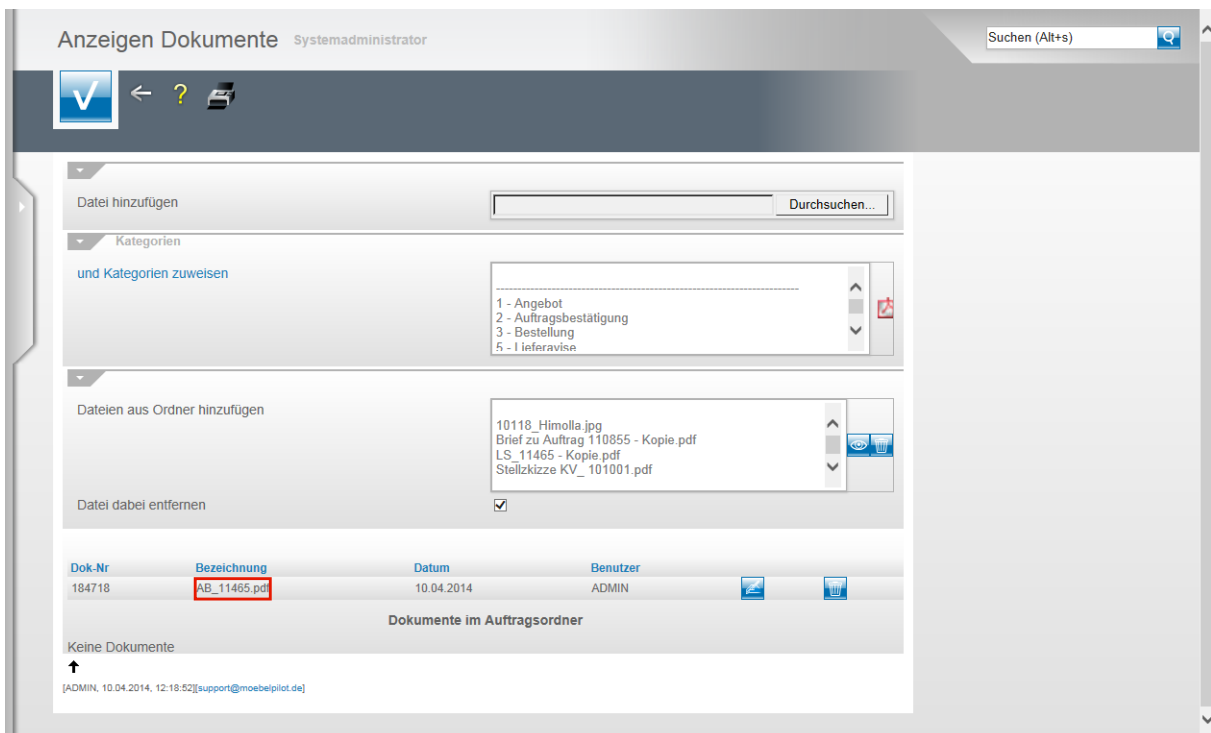 Anzeigen Dokumente Systemadministrator
Suchen (Alt+s)
Datei hinzufügen
Durchsuchen...
Kategorien
und Kategorien zuweisen
--------------------------------------------------------------------------
1 - Angebot
2 - Auftragsbestätigung
3 - Bestellung
5 - Lieferavise
Dateien aus Ordner hinzufügen
10118_Himolla.jpg
Brief zu Auftrag 110855 - Kopie.pdf
LS_11465 - Kopie.pdf
Stellzkizze KV_ 101001.pdf
Datei dabei entfernen
Dok-Nr Bezeichnung Datum Benutzer
184718 AB_11465.pdf 10.04.2014 ADMIN
Dokumente im Auftragsordner
Keine Dokumente
[ADMIN, 10.04.2014, 12:18:52][support@moebelpilot.de]